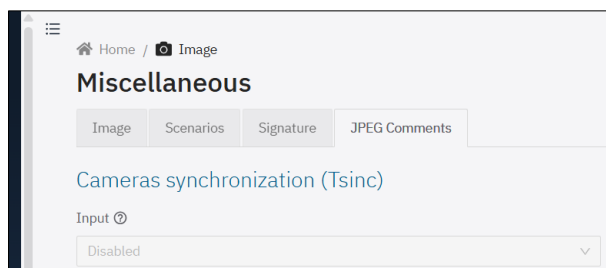 Home / Image
Miscellaneous
Image Scenarios Signature JPEG Comments
Cameras synchronization (Tsinc)
Input
Disabled